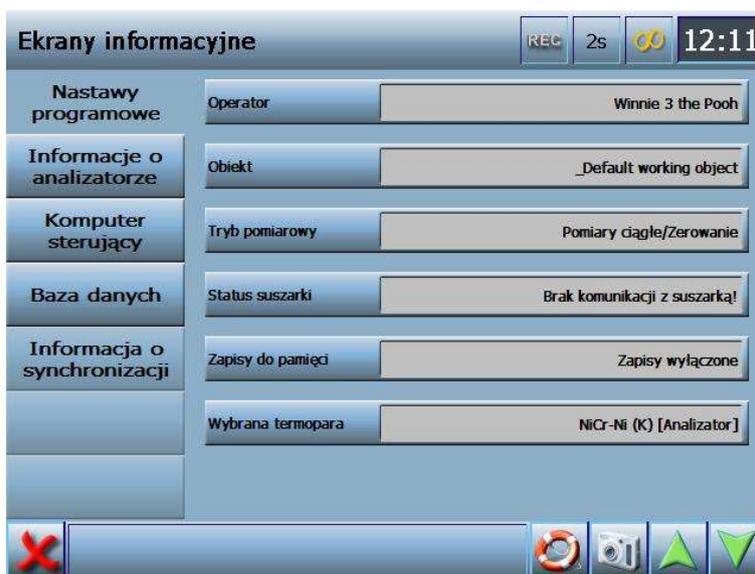 Ekrany informacyjne
REC
2s
12:11
Nastawy
programowe
Operator
Winnie 3 the Pooh
Informacje o
analizatorze
Obiekt
_Default working object
Komputer
sterujący
Tryb pomiarowy
Pomiary ciągłe/Zerowanie
Baza danych
Status suszarki
Brak komunikacji z suszarką!
Informacja o
synchronizacji
Zapisy do pamięci
Zapisy wyłączone
Wybrana termopara
NiCr-Ni (K) [Analizator]